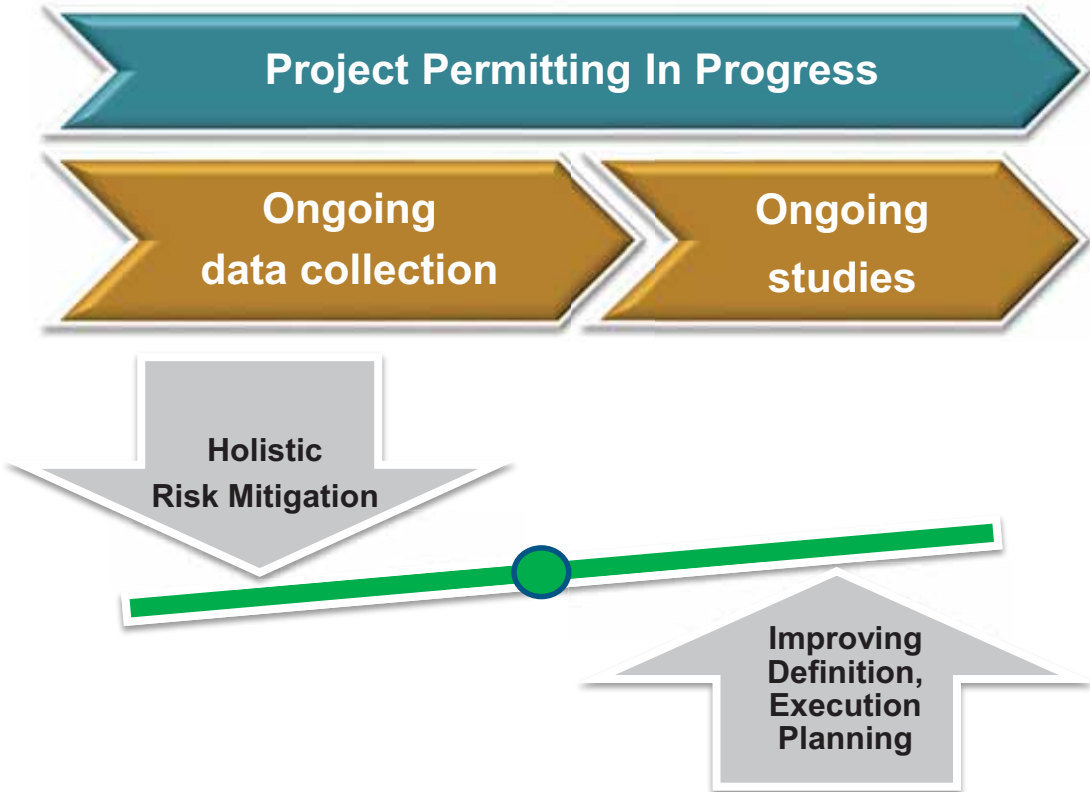 Project Permitting In Progress
Ongoing
data collection
Ongoing
studies
Holistic
Risk Mitigation
Improving
Definition,
Execution
Planning